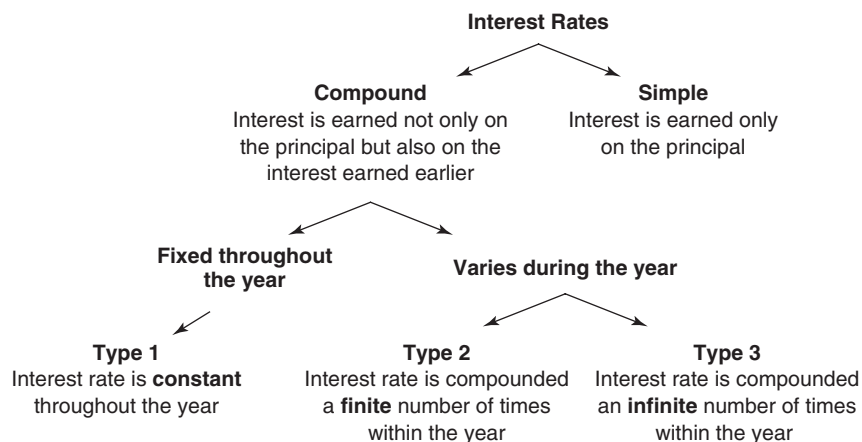 Interest Rates
Compound
Interest is earned not only on
the principal but also on the
interest earned earlier
Simple
Interest is earned only
on the principal
Fixed throughout
the year
Varies during the year
Type 1
Interest rate is constant
throughout the year
Type 2
Interest rate is compounded
a finite number of times
within the year
Type 3
Interest rate is compounded
an infinite number of times
within the year